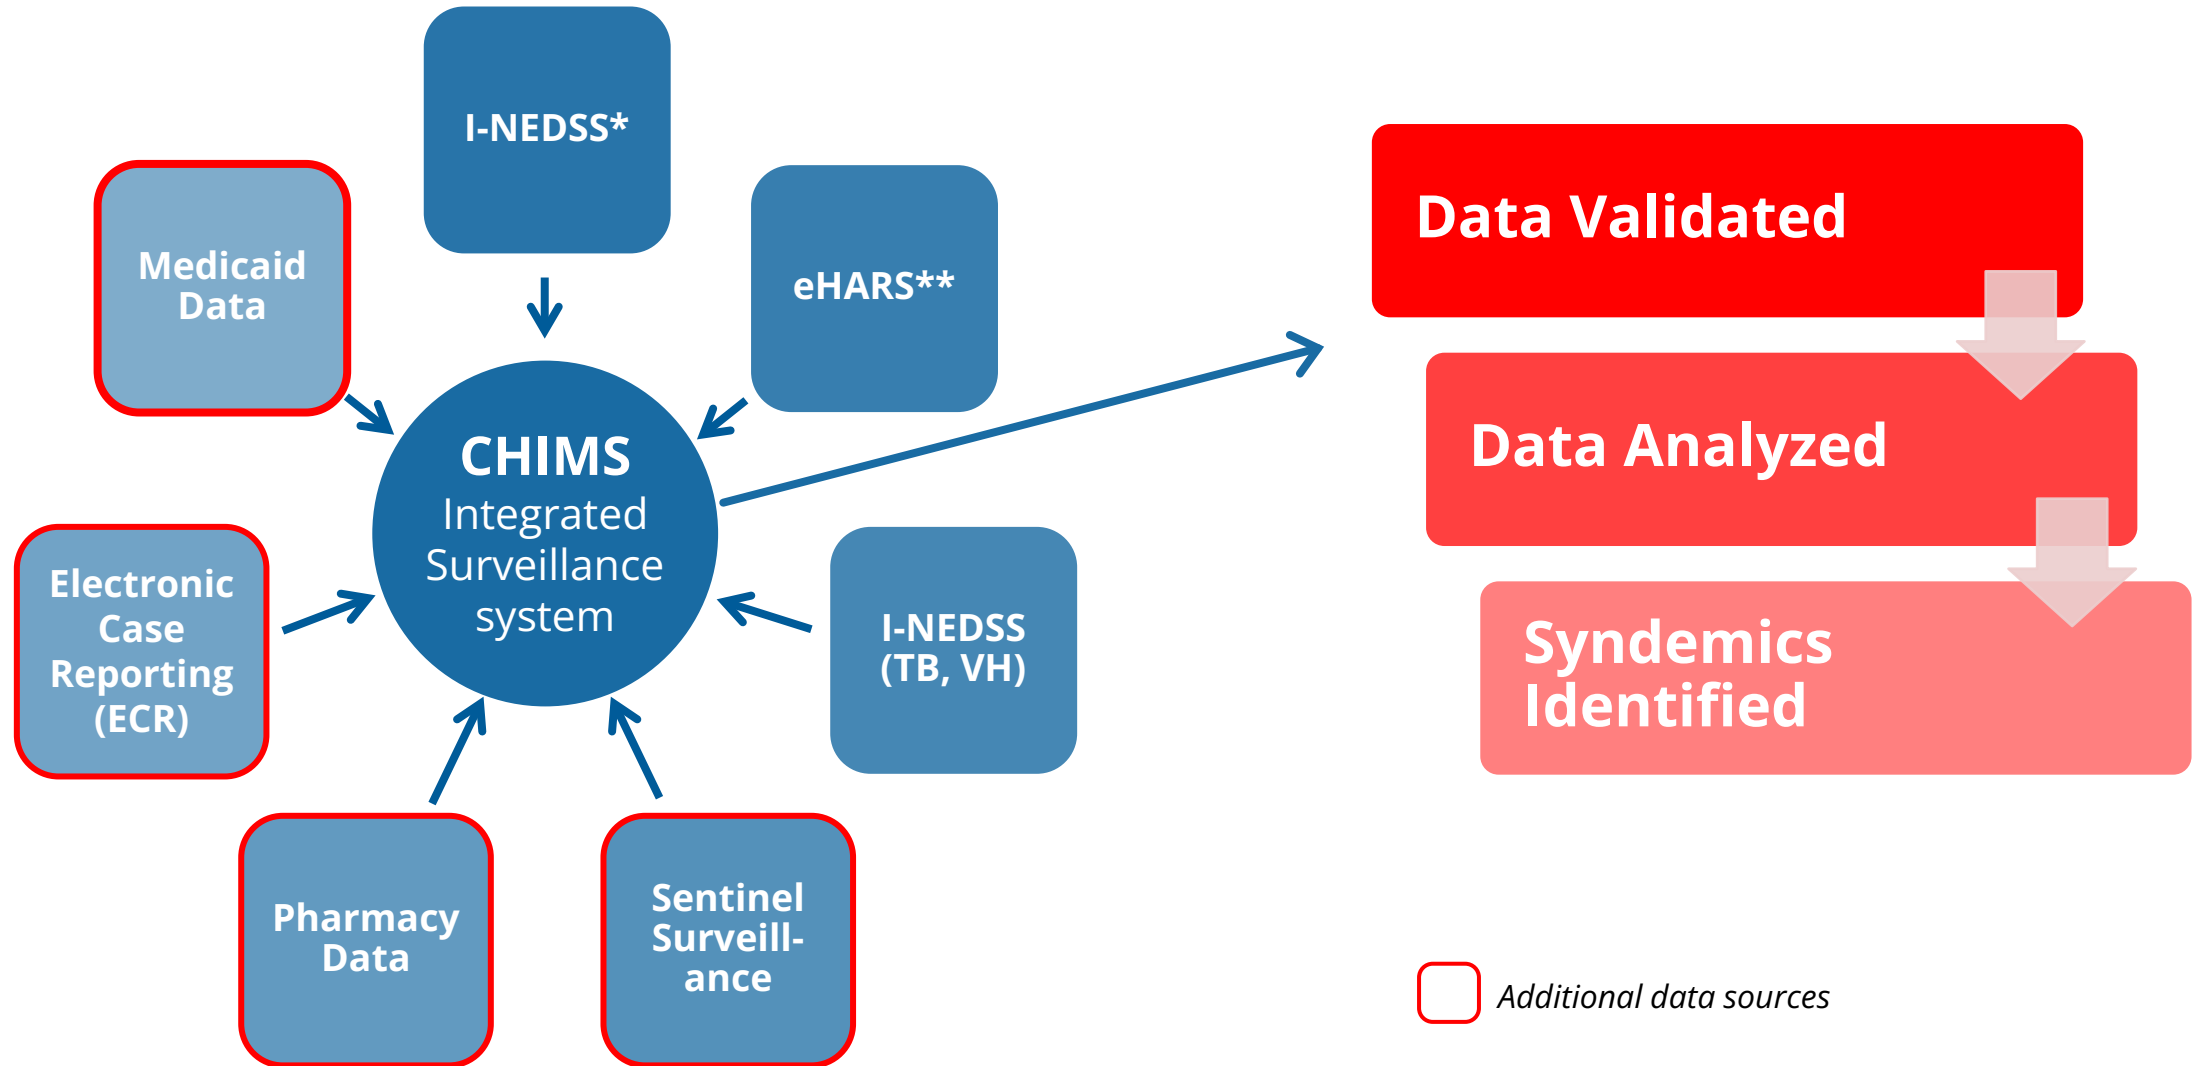 I-NEDSS*
Medicaid
Data
eHARS**
CHIMS
Integrated
Surveillance
system
Electronic
Case
Reporting
(ECR)
I-NEDSS
(TB, VH)
Pharmacy
Data
Sentinel
Surveill-
ance
Data Validated
Data Analyzed
Syndemics
Identified
Additional data sources